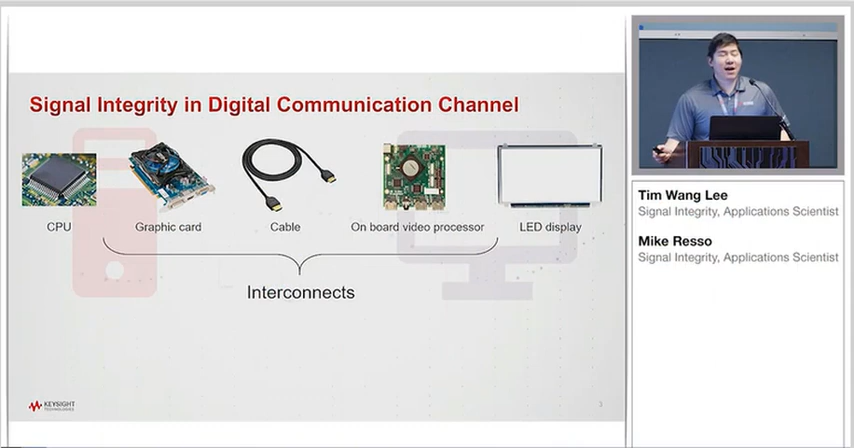 Signal Integrity in Digital Communication Channel
CPU
Graphic card
Cable
On board video processor
LED display
Interconnects
KEYSIGHT
TECHNOLOGIES
3
Tim Wang Lee
Signal Integrity, Applications Scientist
Mike Resso
Signal Integrity, Applications Scientist